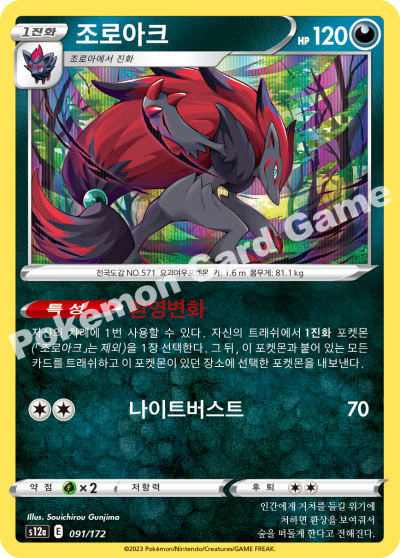 1진화
조로아크
HP 120
조로아에서 진화
전국도감 NO.571 요괴여우포켓몬 키: 1.6 m 몸무게: 81.1 kg
특성 환영변화
자신의 차례에 1번 사용할 수 있다. 자신의 트래쉬에서 1진화 포켓몬
(「조로아크」는 제외)을 1장 선택한다. 그 뒤, 이 포켓몬과 붙어 있는 모든
카드를 트래쉬하고 이 포켓몬이 있던 장소에 선택한 포켓몬을 내보낸다.
나이트버스트 70
약점 ×2 저항력 후퇴
Illus. Souichirou Gunjima
s12a E 091/172
인간에게 거처를 들킬 위기에
처하면 환상을 보여줘서
숲을 떠돌게 한다고 전해진다.
©2023 Pokémon/Nintendo/Creatures/GAME FREAK.
Pokémon Card Game